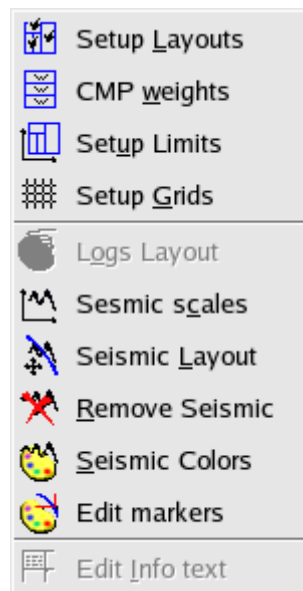 Setup Layouts
CMP weights
Setup Limits
Setup Grids
Logs Layout
Sesmic scales
Seismic Layout
Remove Seismic
Seismic Colors
Edit markers
Edit Info text